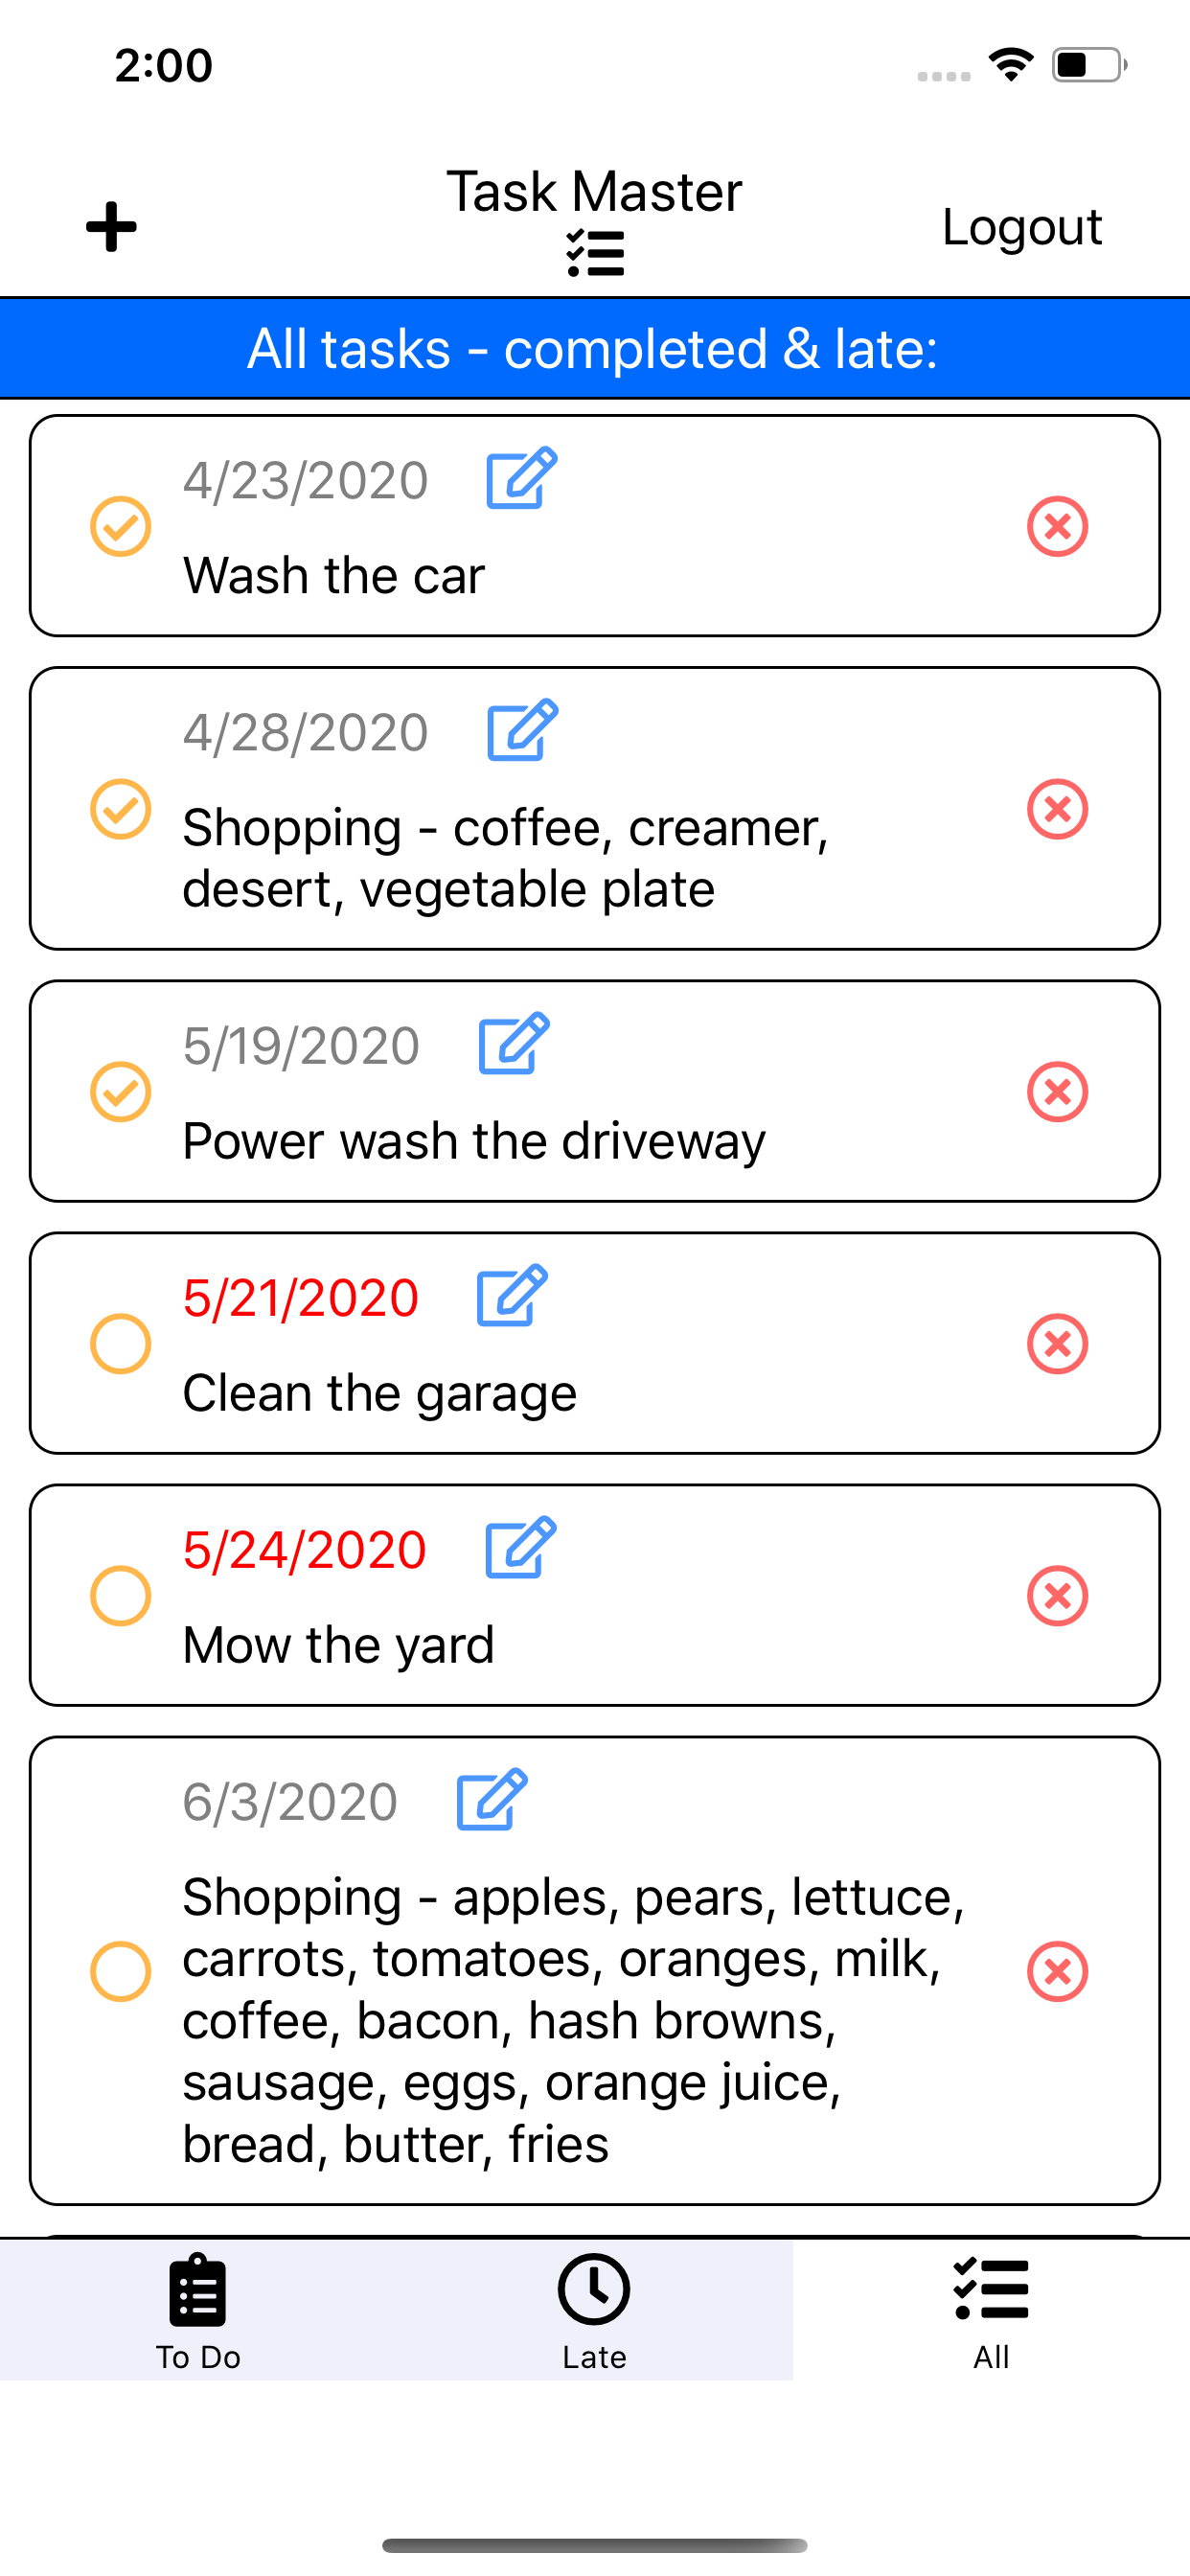 2:00
Task Master
Logout
All tasks - completed & late:
4/23/2020
Wash the car
4/28/2020
Shopping - coffee, creamer,
desert, vegetable plate
5/19/2020
Power wash the driveway
5/21/2020
Clean the garage
5/24/2020
Mow the yard
6/3/2020
Shopping - apples, pears, lettuce,
carrots, tomatoes, oranges, milk,
coffee, bacon, hash browns,
sausage, eggs, orange juice,
bread, butter, fries
To Do
Late
All